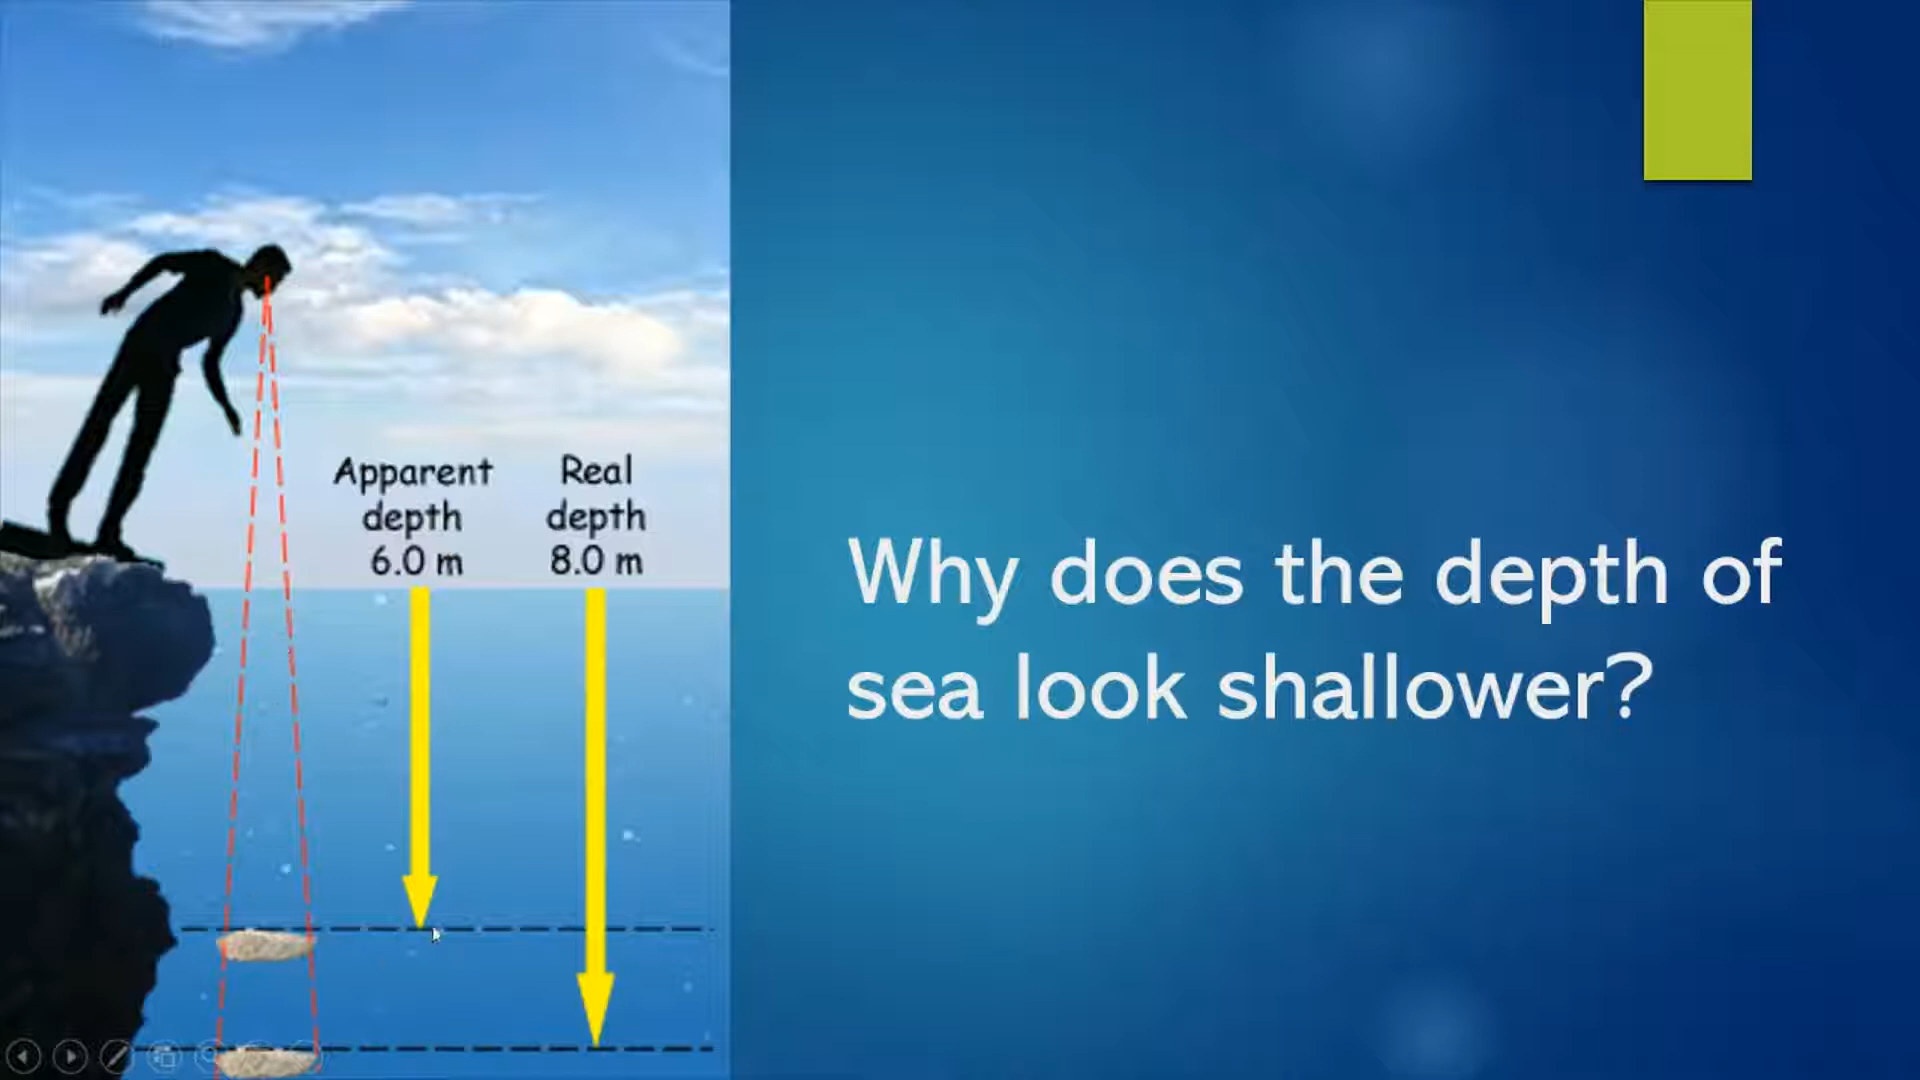 Apparent
depth
6.0 m
Real
depth
8.0 m
Why does the depth of
sea look shallower?